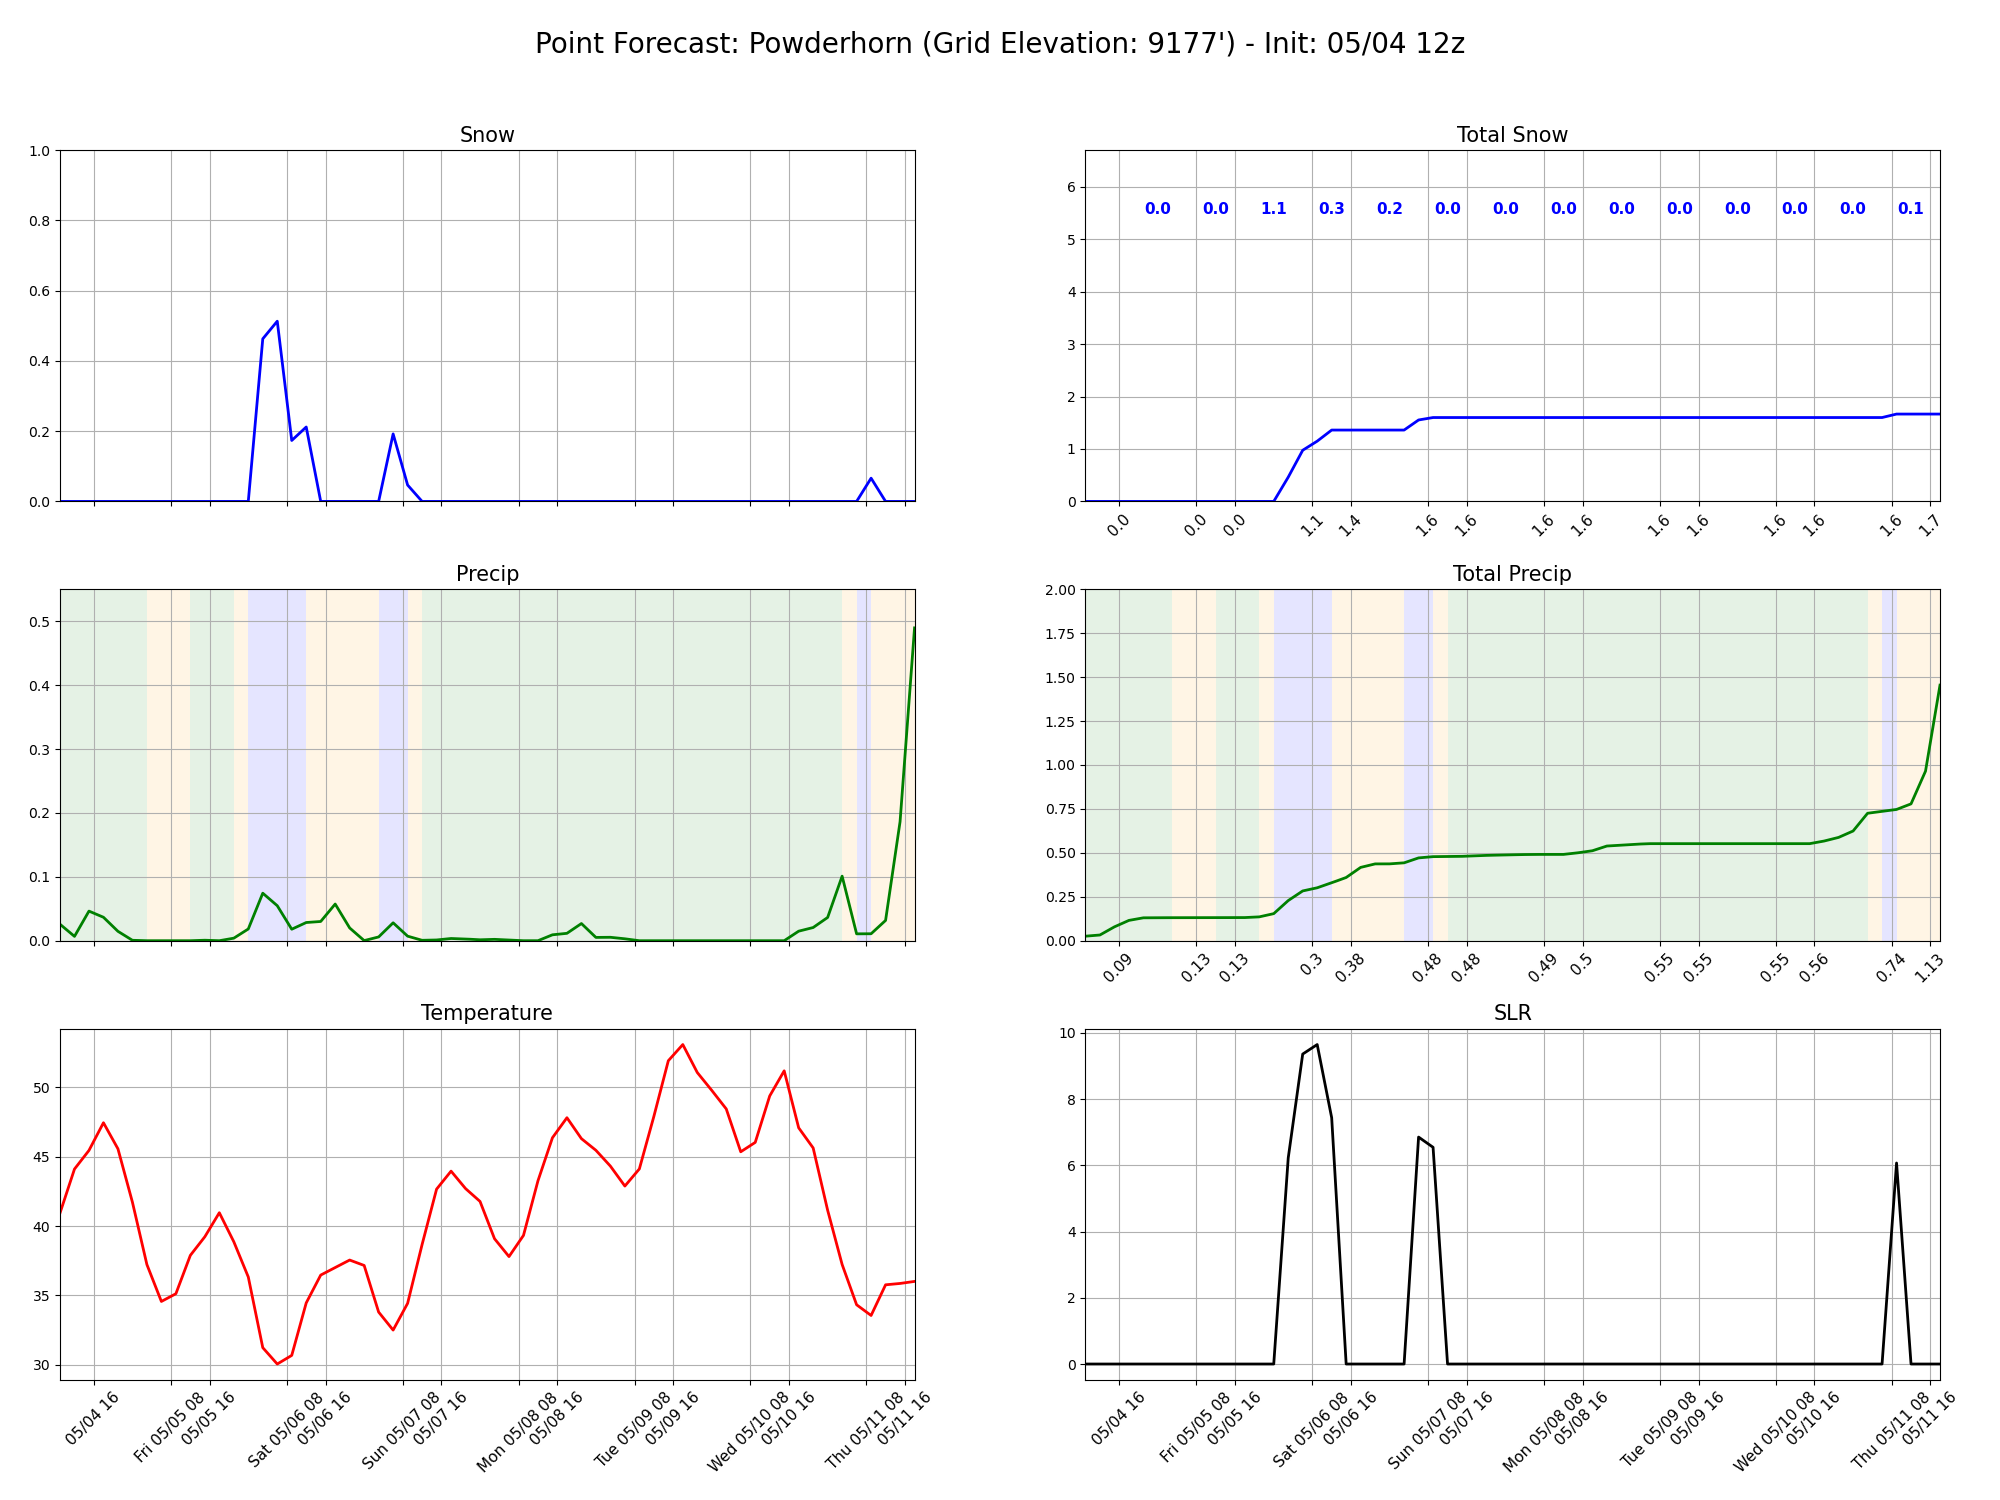 Point Forecast: Powderhorn (Grid Elevation: 9177') - Init: 05/04 12z
Snow
1.0
0.8
0.6
0.4
0.2
0.0
Total Snow
6
5
4
3
2
1
0
0.0 0.0 1.1 0.3 0.2 0.0 0.0 0.0 0.0 0.0 0.0 0.0 0.0 0.1
0.0 0.0 0.0 1.1 1.4 1.6 1.6 1.6 1.6 1.6 1.6 1.6 1.6 1.6 1.7
Precip
0.5
0.4
0.3
0.2
0.1
0.0
Total Precip
2.00
1.75
1.50
1.25
1.00
0.75
0.50
0.25
0.00
0.09 0.13 0.13 0.3 0.38 0.48 0.48 0.49 0.5 0.55 0.55 0.55 0.56 0.74 1.13
Temperature
50
45
40
35
30
05/04 16
Fri 05/05 08
05/05 16
Sat 05/06 08
05/06 16
Sun 05/07 08
05/07 16
Mon 05/08 08
05/08 16
Tue 05/09 08
05/09 16
Wed 05/10 08
05/10 16
Thu 05/11 08
05/11 16
SLR
10
8
6
4
2
0
05/04 16
Fri 05/05 08
05/05 16
Sat 05/06 08
05/06 16
Sun 05/07 08
05/07 16
Mon 05/08 08
05/08 16
Tue 05/09 08
05/09 16
Wed 05/10 08
05/10 16
Thu 05/11 08
05/11 16